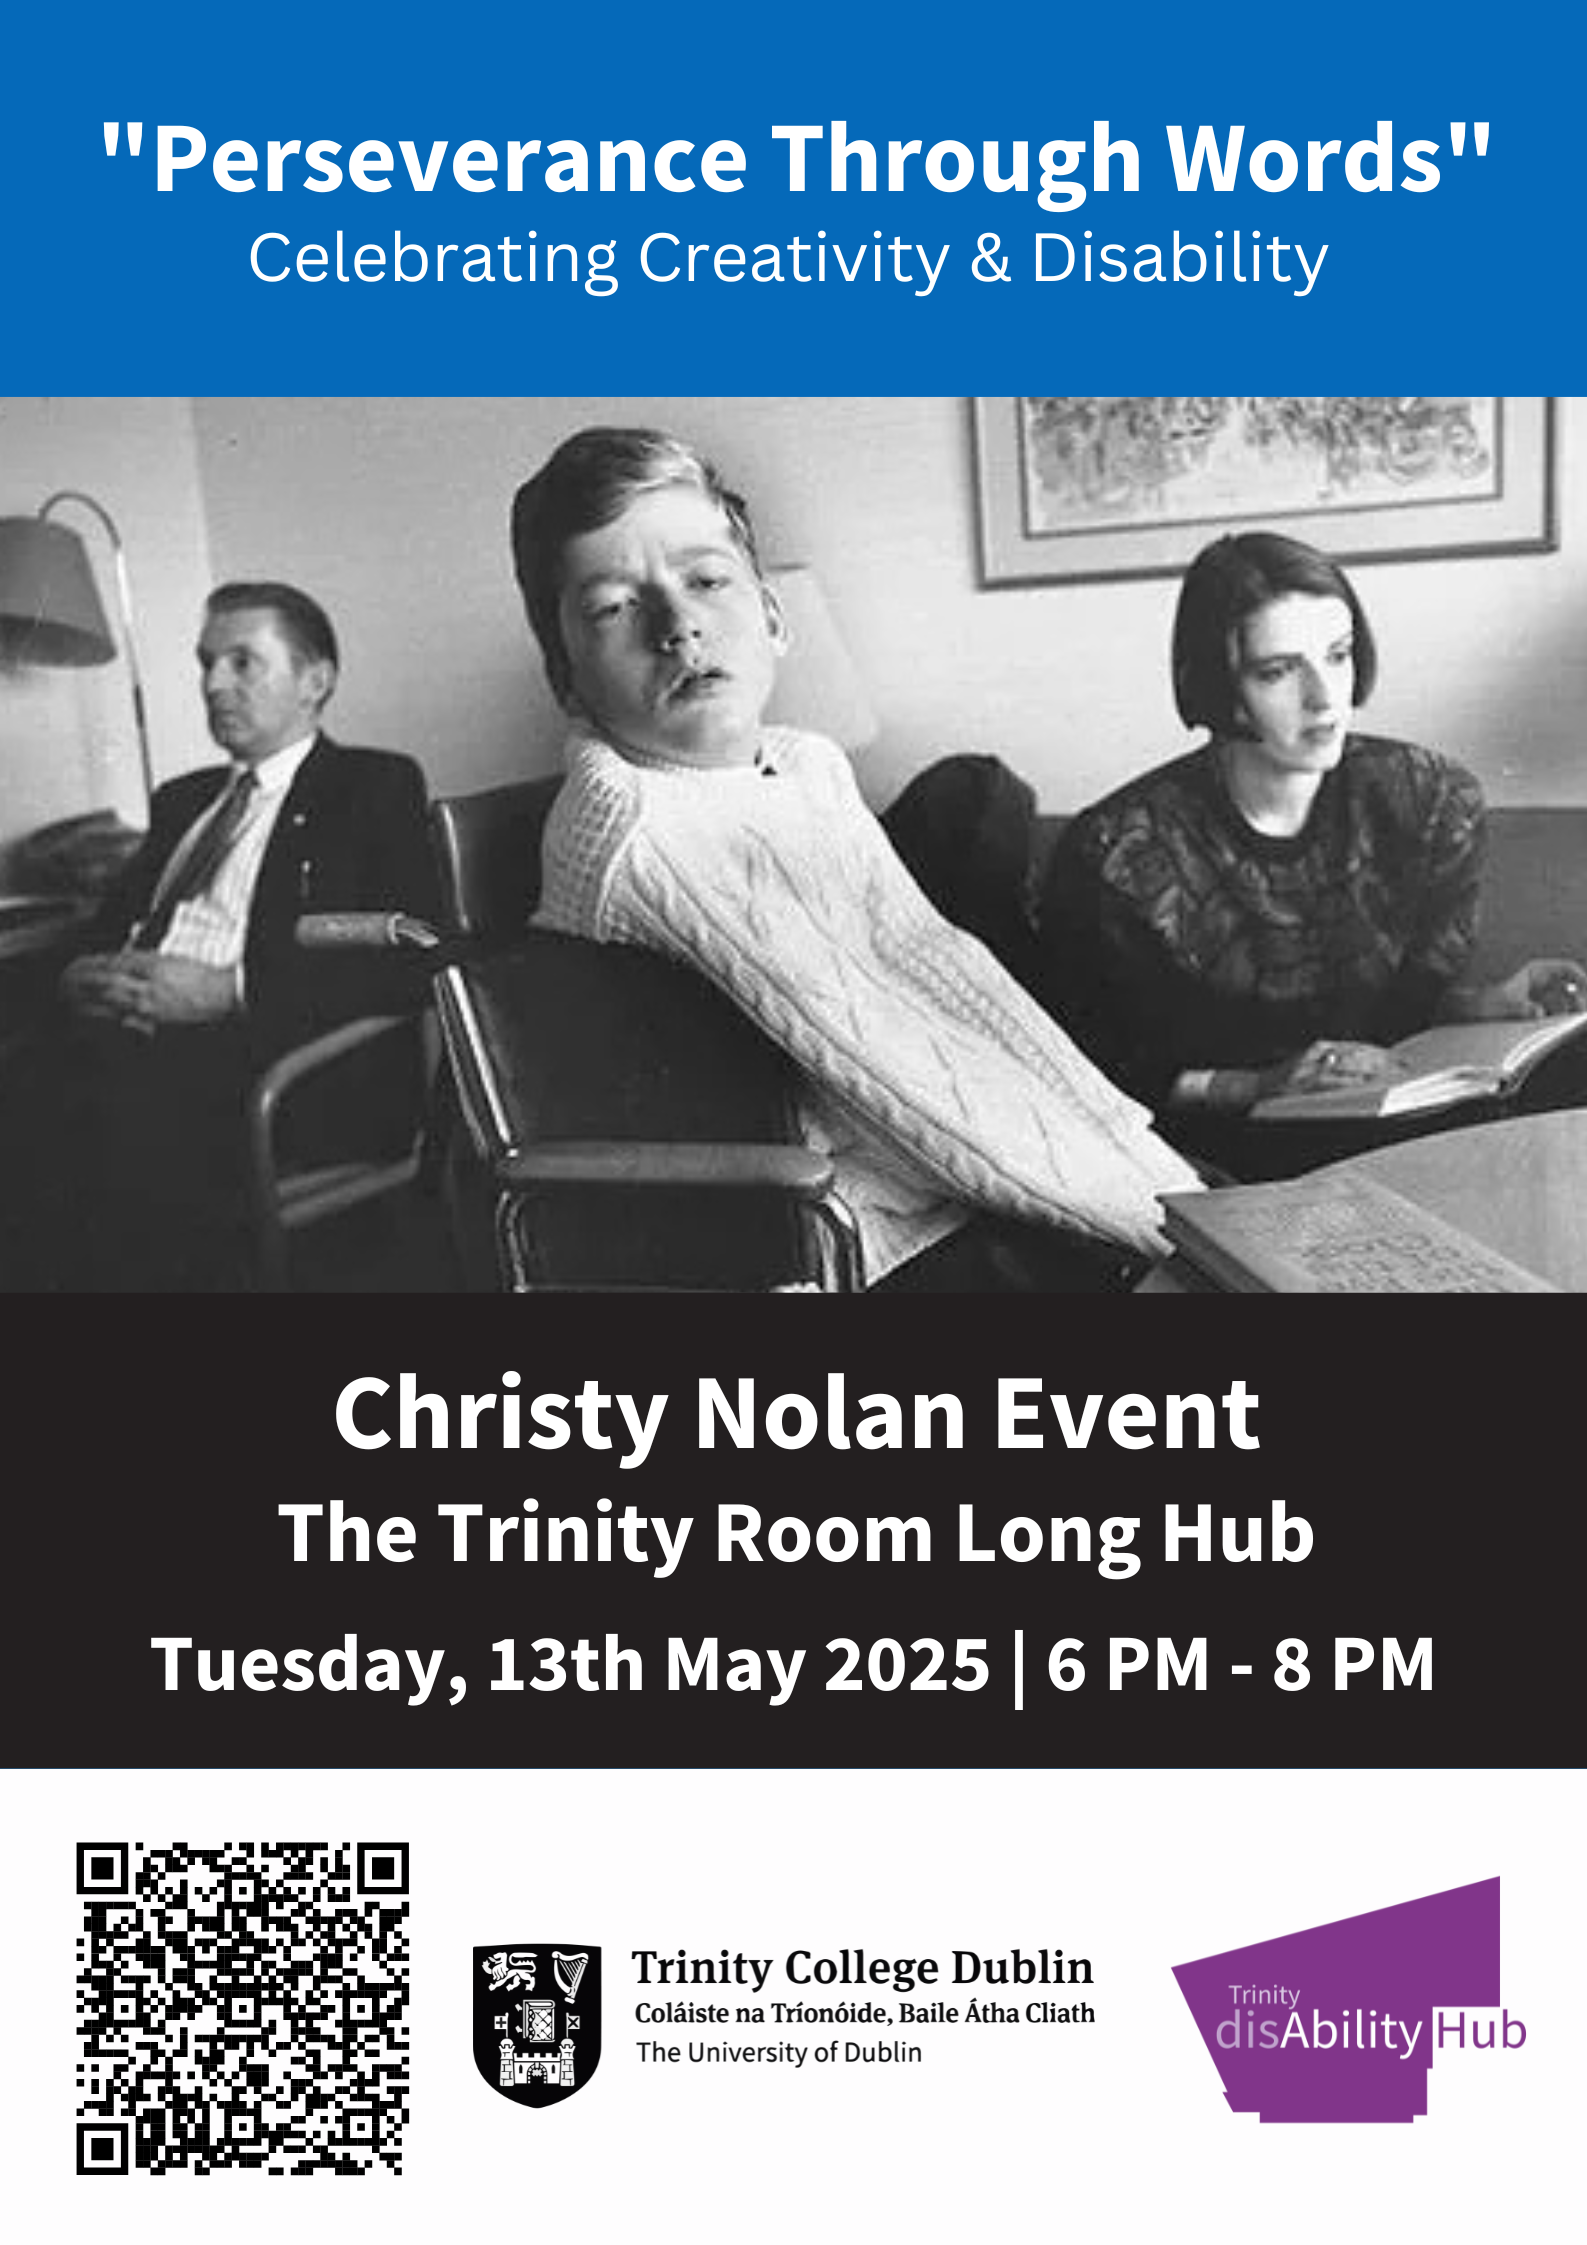 "Perseverance Through Words"
Celebrating Creativity & Disability
Christy Nolan Event
The Trinity Room Long Hub
Tuesday, 13th May 2025 | 6 PM - 8 PM
Trinity College Dublin
Coláiste na Tríonóide, Baile Átha Cliath
The University of Dublin
Trinity
disAbility Hub